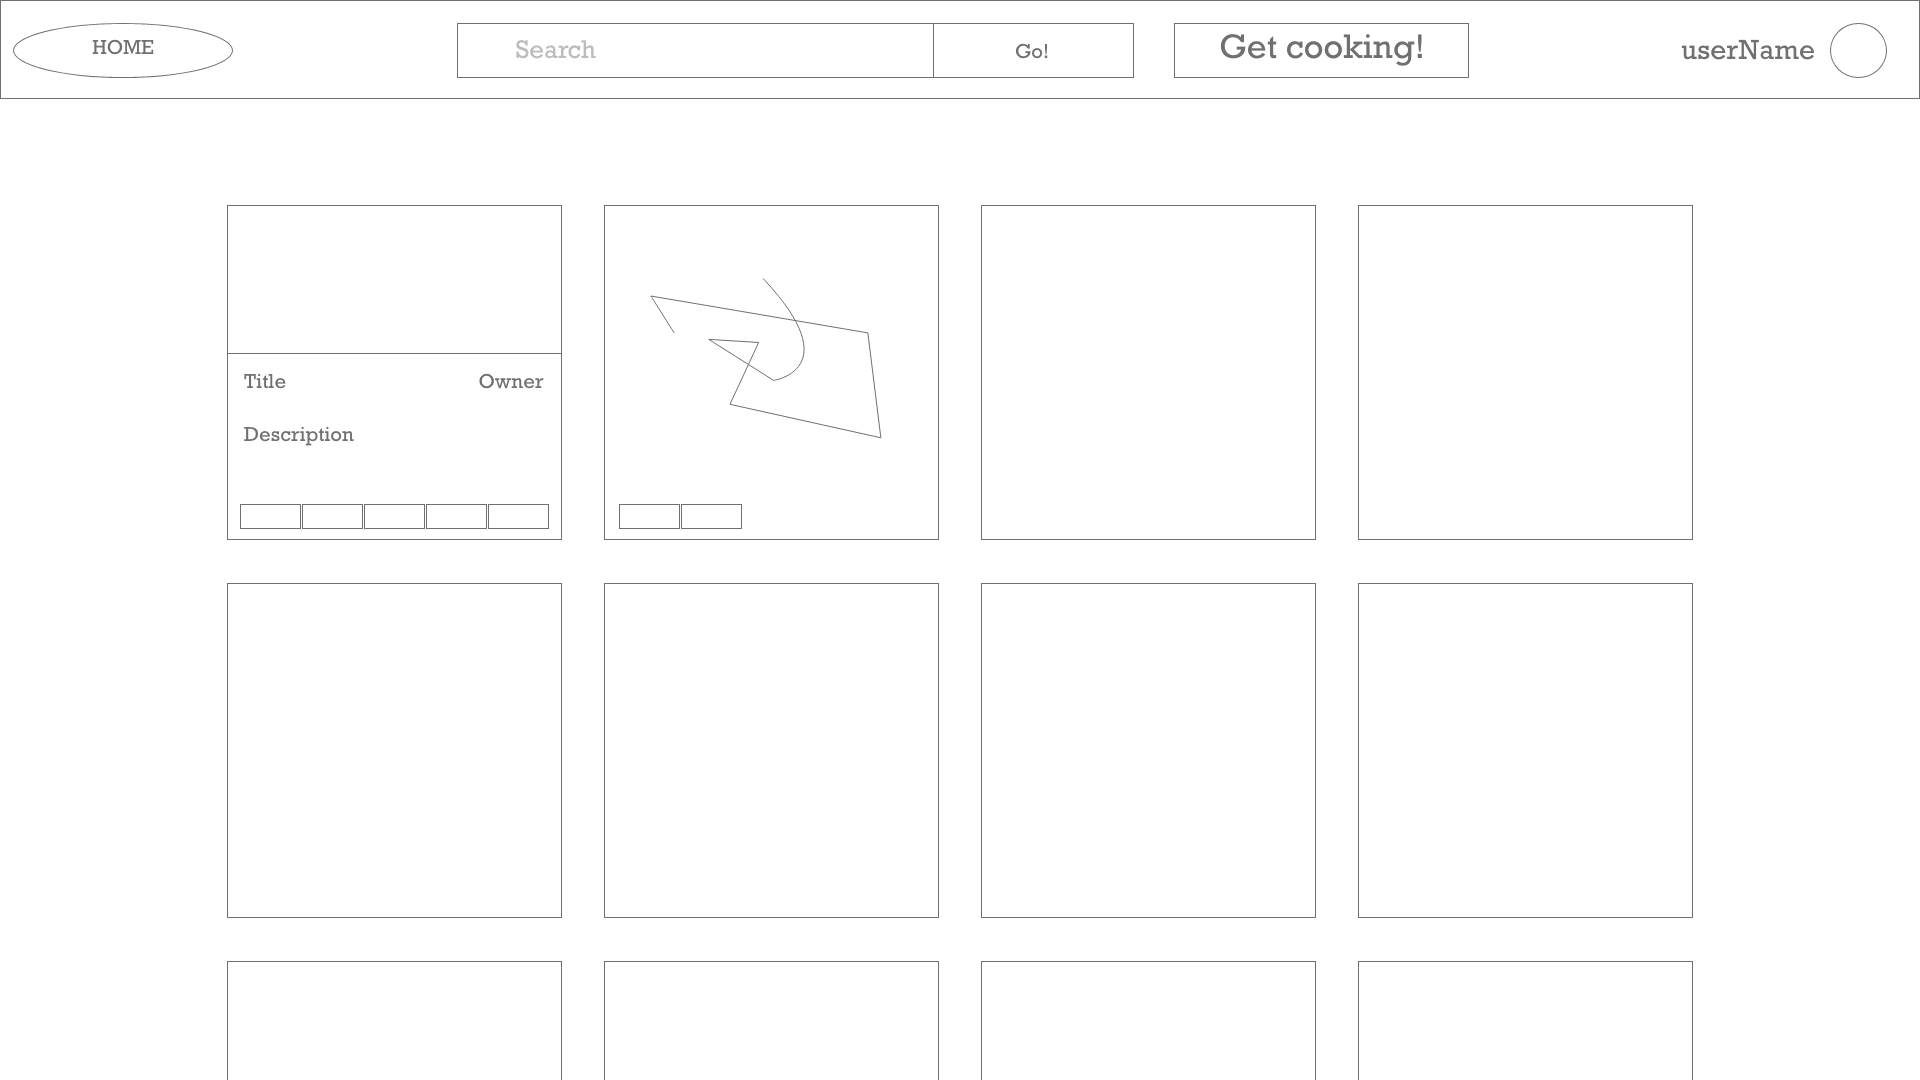 HOME
Search
Go!
Get cooking!
userName
Title
Owner
Description